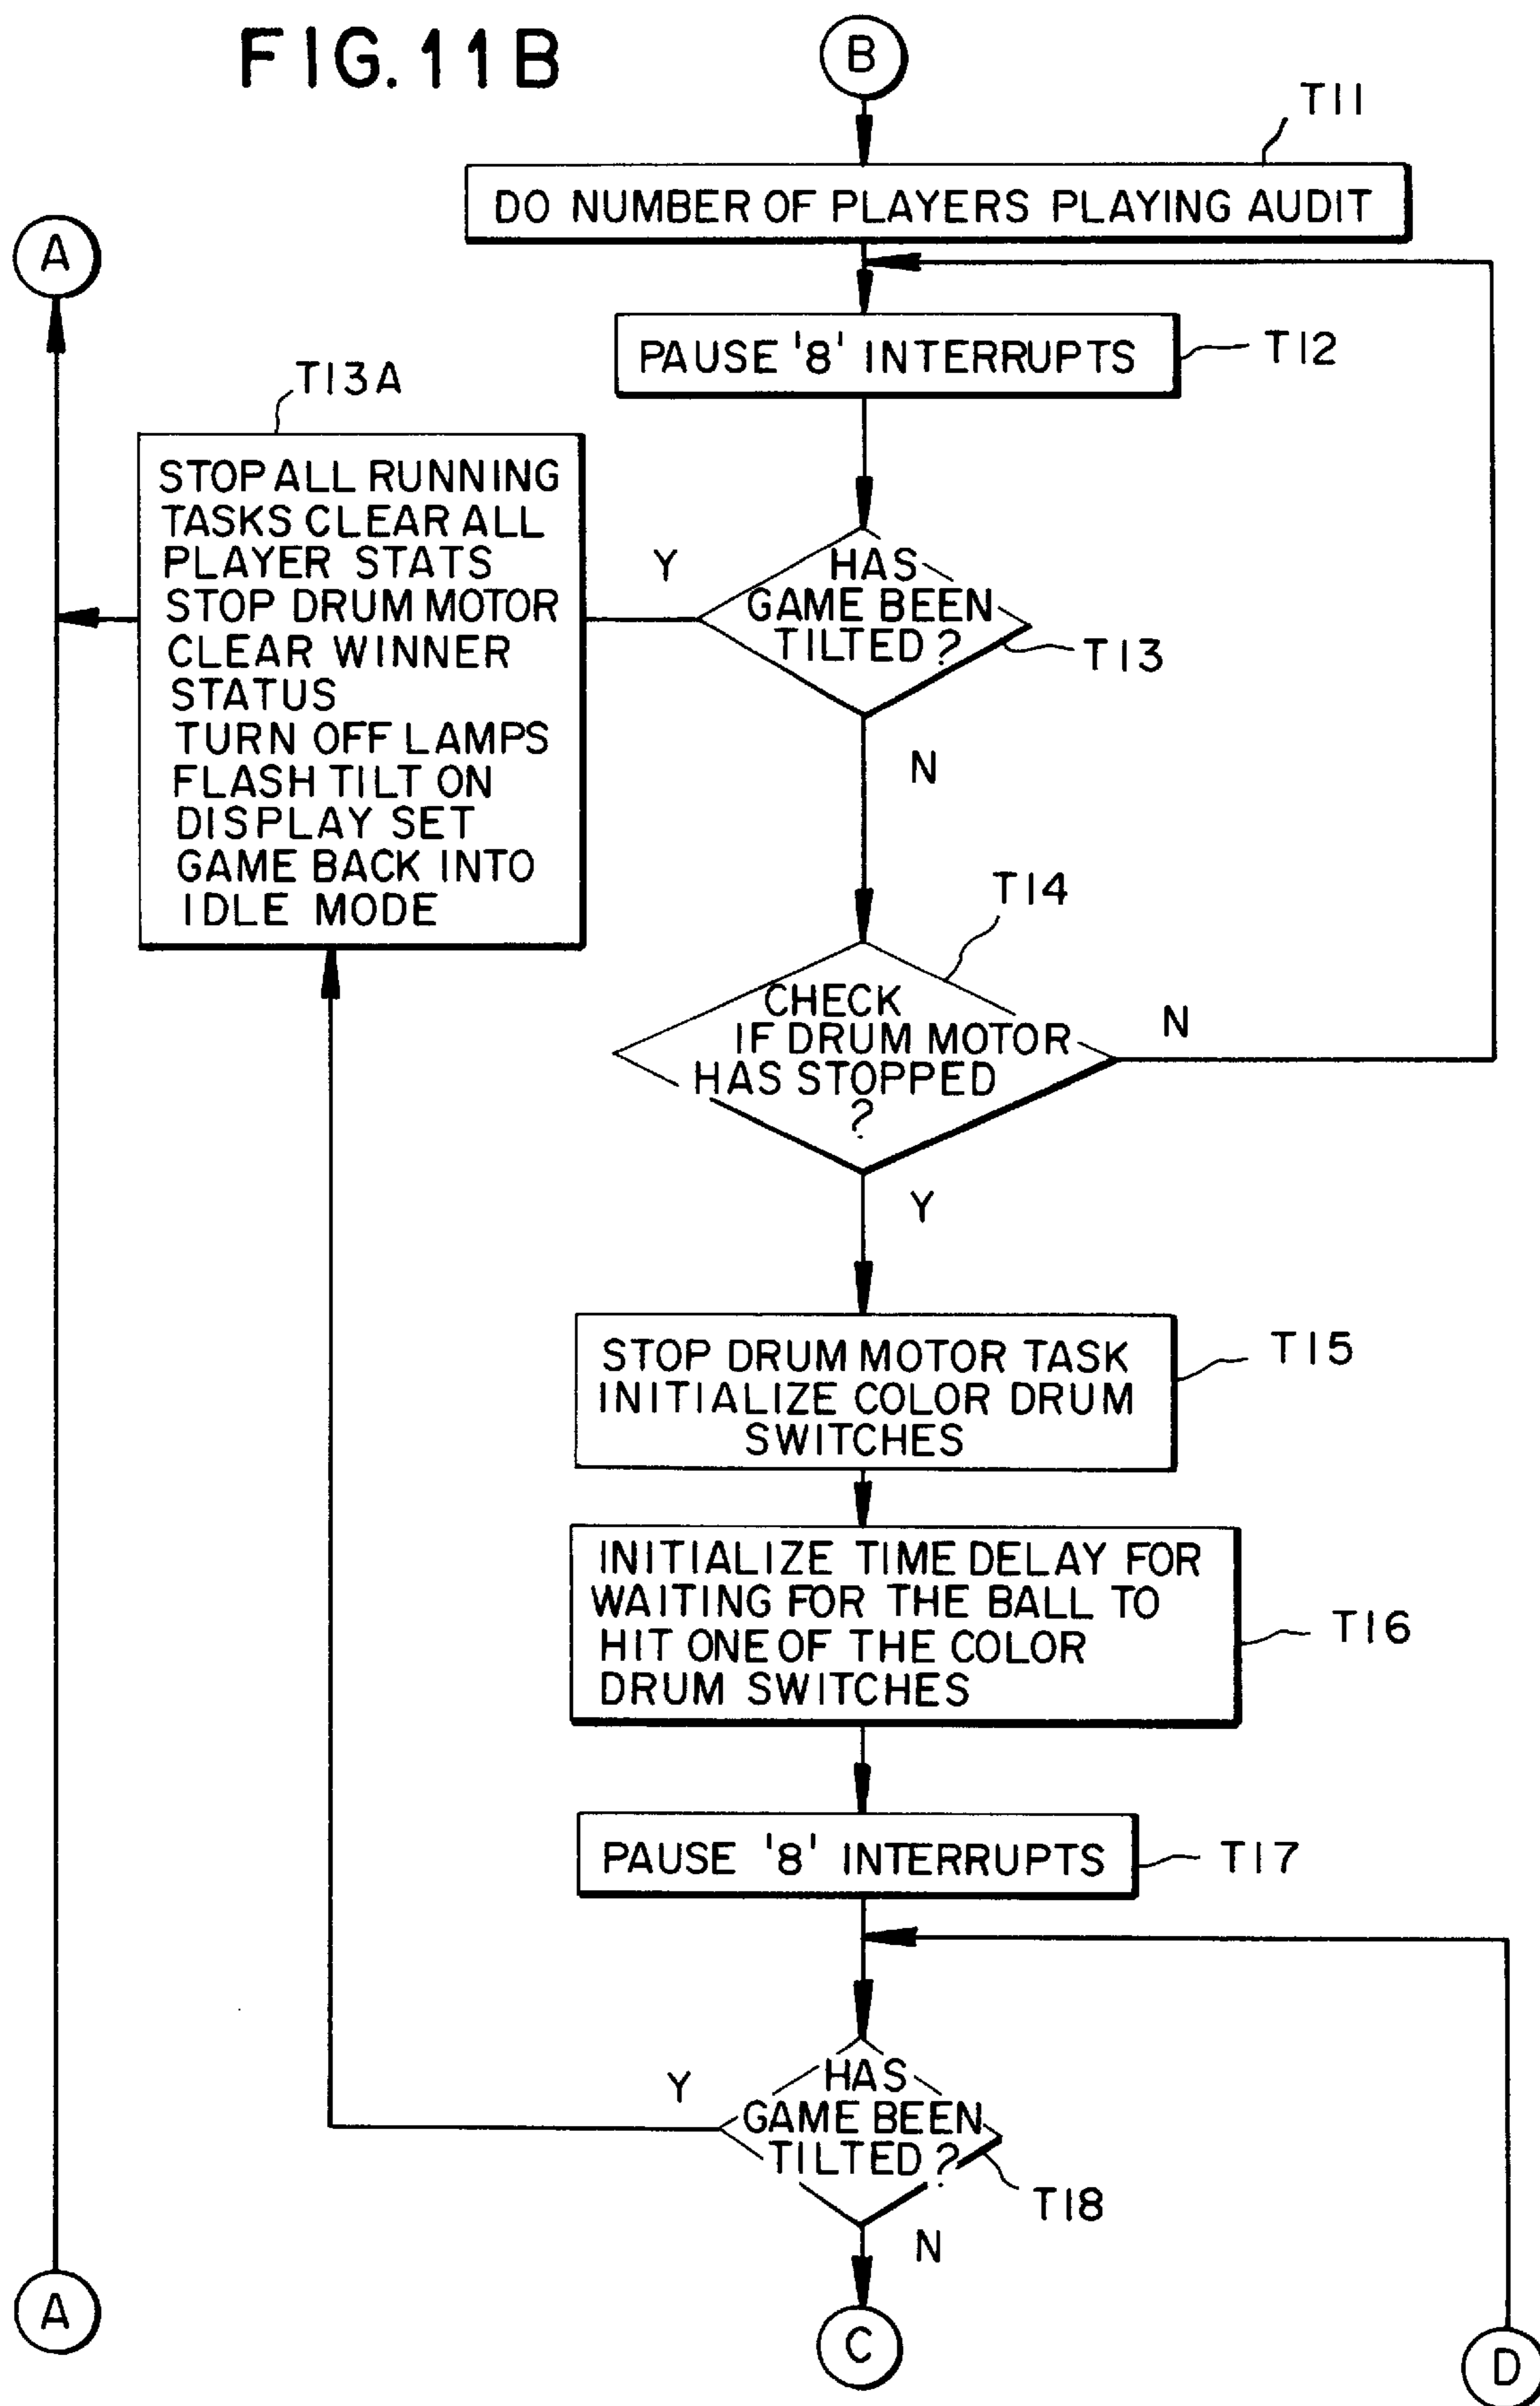 FIG. 11B
B
T11
DO NUMBER OF PLAYERS PLAYING AUDIT
A
PAUSE '8' INTERRUPTS
T12
T13A
STOP ALL RUNNING
TASKS CLEAR ALL
PLAYER STATS
STOP DRUM MOTOR
CLEAR WINNER
STATUS
TURN OFF LAMPS
FLASH TILT ON
DISPLAY SET
GAME BACK INTO
IDLE MODE
Y
HAS
GAME BEEN
TILTED?
T13
N
T14
CHECK
IF DRUM MOTOR
HAS STOPPED
?
N
Y
STOP DRUM MOTOR TASK
INITIALIZE COLOR DRUM
SWITCHES
T15
INITIALIZE TIME DELAY FOR
WAITING FOR THE BALL TO
HIT ONE OF THE COLOR
DRUM SWITCHES
T16
PAUSE '8' INTERRUPTS
T17
Y
HAS
GAME BEEN
TILTED?
T18
N
A
C
D